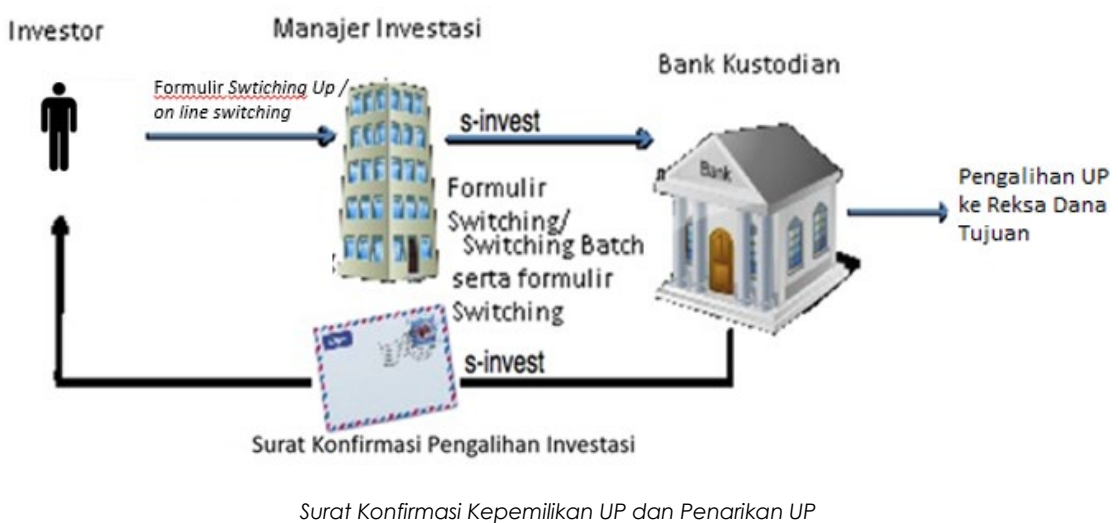 Investor
Manajer Investasi
Bank Kustodian
Formulir Swtiching Up /
on line switching
s-invest
Bank
Formulir
Switching/
Switching Batch
serta formulir
Switching
Pengalihan UP
ke Reksa Dana
Tujuan
s-invest
Surat Konfirmasi Pengalihan Investasi
Surat Konfirmasi Kepemilikan UP dan Penarikan UP